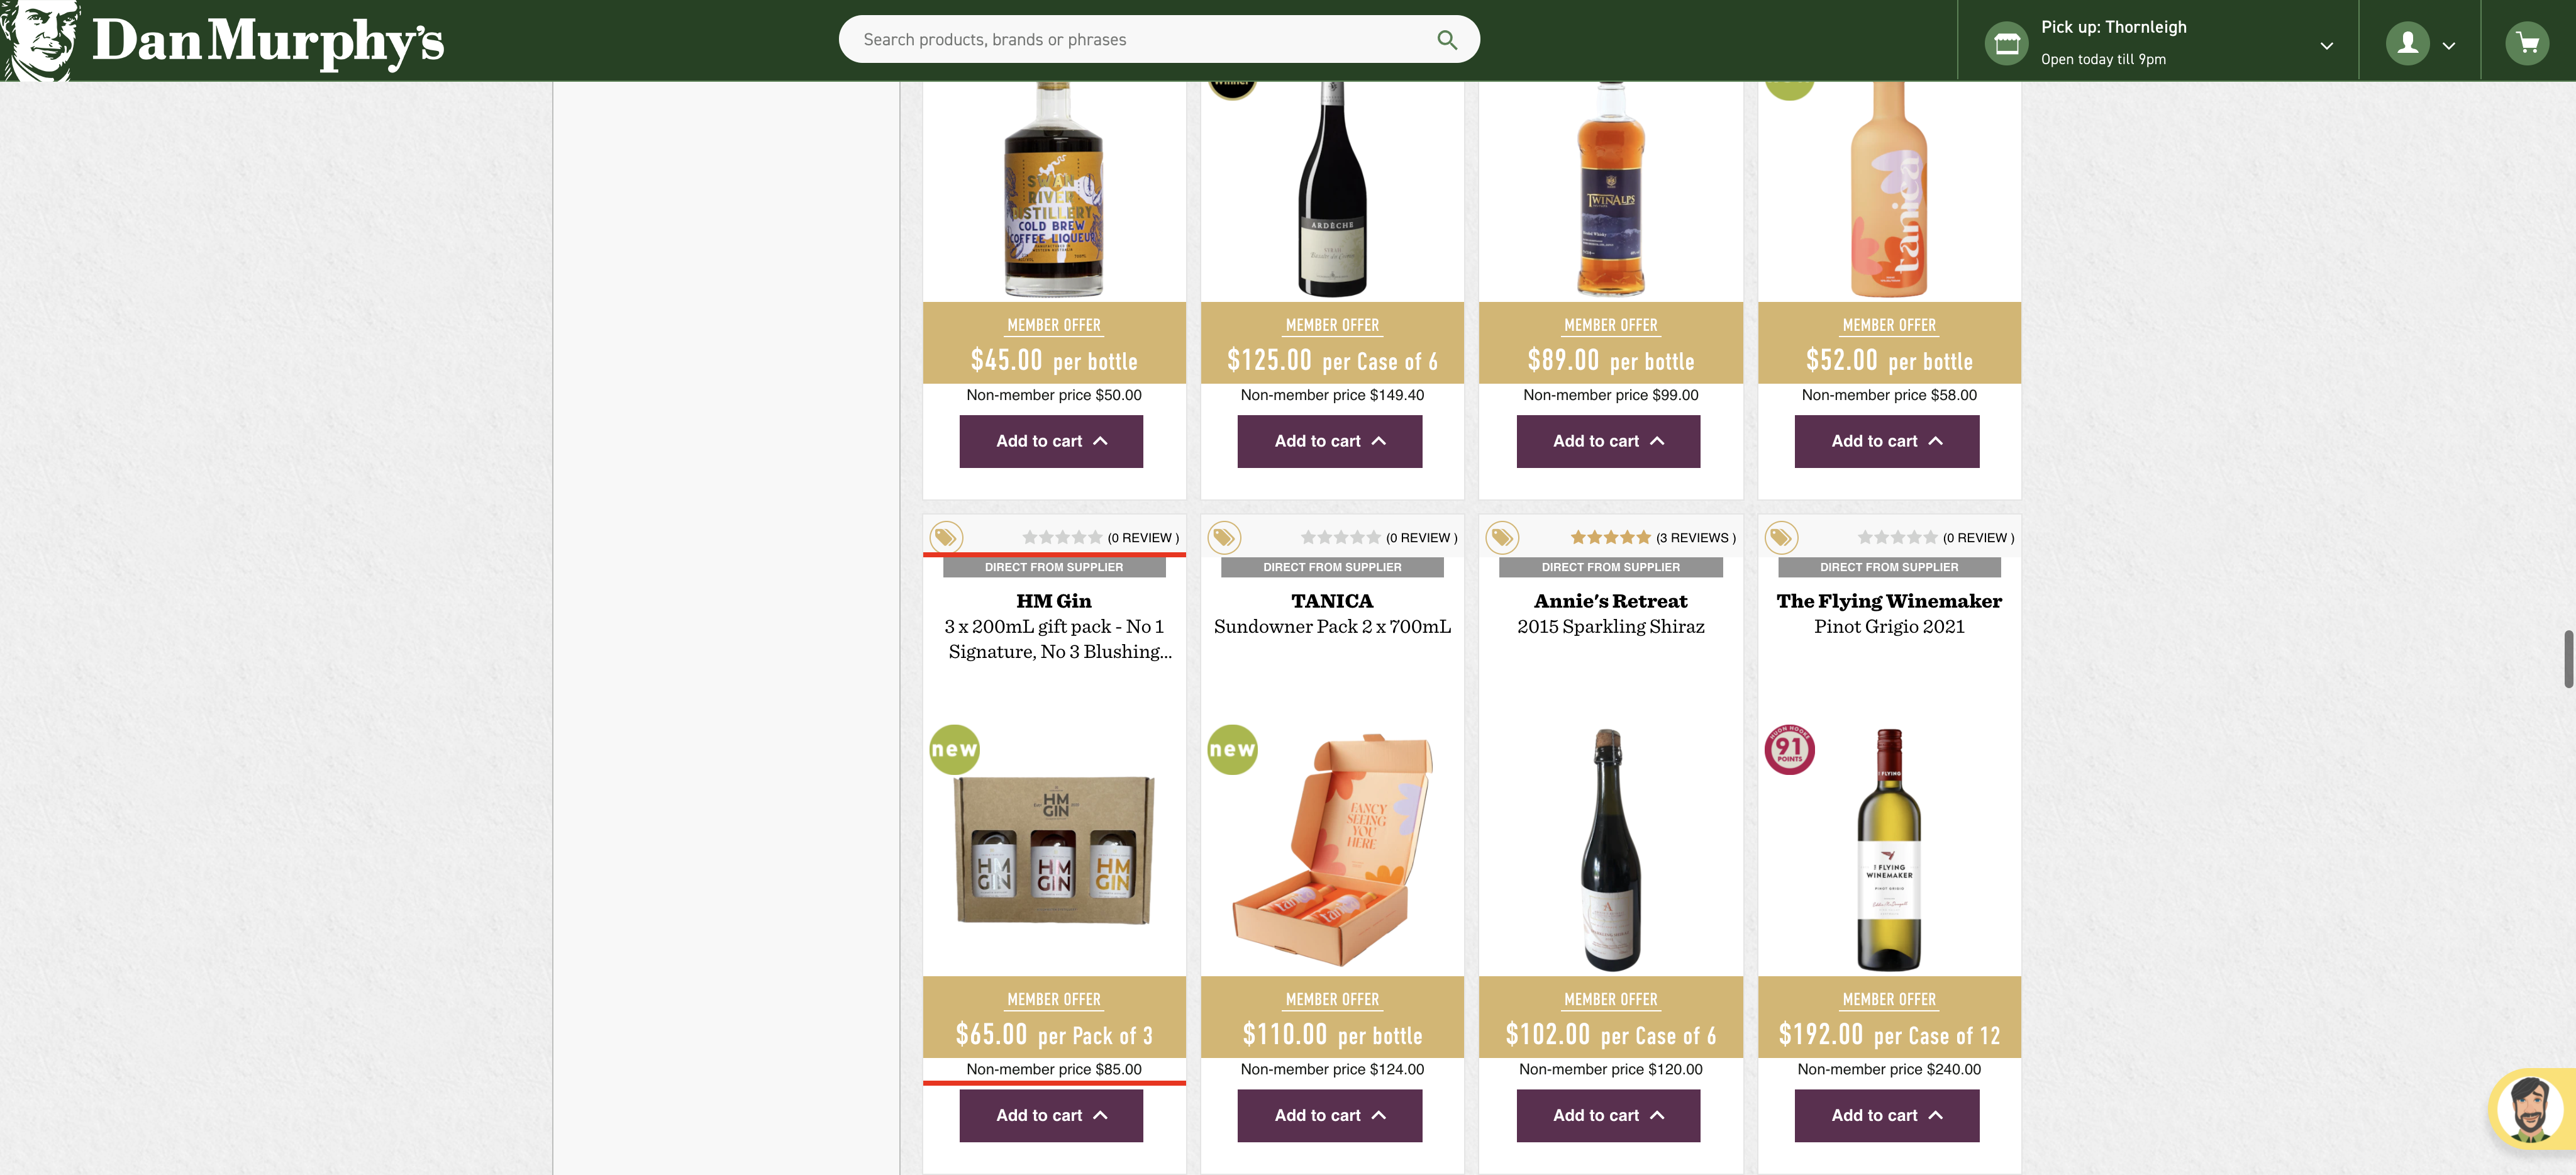 Dan Murphy's
Search products, brands or phrases
Pick up: Thornleigh
Open today till 9pm
SWAN
RIVER
DISTILLERY
COLD BREW
COFFEE LIQUEUR
ARDÈCHE
TWINALPS
tanica
MEMBER OFFER
$45.00 per bottle
Non-member price $50.00
Add to cart
MEMBER OFFER
$125.00 per Case of 6
Non-member price $149.40
Add to cart
MEMBER OFFER
$89.00 per bottle
Non-member price $99.00
Add to cart
MEMBER OFFER
$52.00 per bottle
Non-member price $58.00
Add to cart
(0 REVIEW )
DIRECT FROM SUPPLIER
HM Gin
3 x 200mL gift pack - No 1
Signature, No 3 Blushing...
new
HM
GIN
HM
GIN
HM
GIN
HM
GIN
MEMBER OFFER
$65.00 per Pack of 3
Non-member price $85.00
Add to cart
(0 REVIEW )
DIRECT FROM SUPPLIER
TANICA
Sundowner Pack 2 x 700mL
new
FANCY
SEEING
YOU
HERE
MEMBER OFFER
$110.00 per bottle
Non-member price $124.00
Add to cart
(3 REVIEWS )
DIRECT FROM SUPPLIER
Annie's Retreat
2015 Sparkling Shiraz
MEMBER OFFER
$102.00 per Case of 6
Non-member price $120.00
Add to cart
(0 REVIEW )
DIRECT FROM SUPPLIER
The Flying Winemaker
Pinot Grigio 2021
91
POINTS
FLYING
WINEMAKER
MEMBER OFFER
$192.00 per Case of 12
Non-member price $240.00
Add to cart